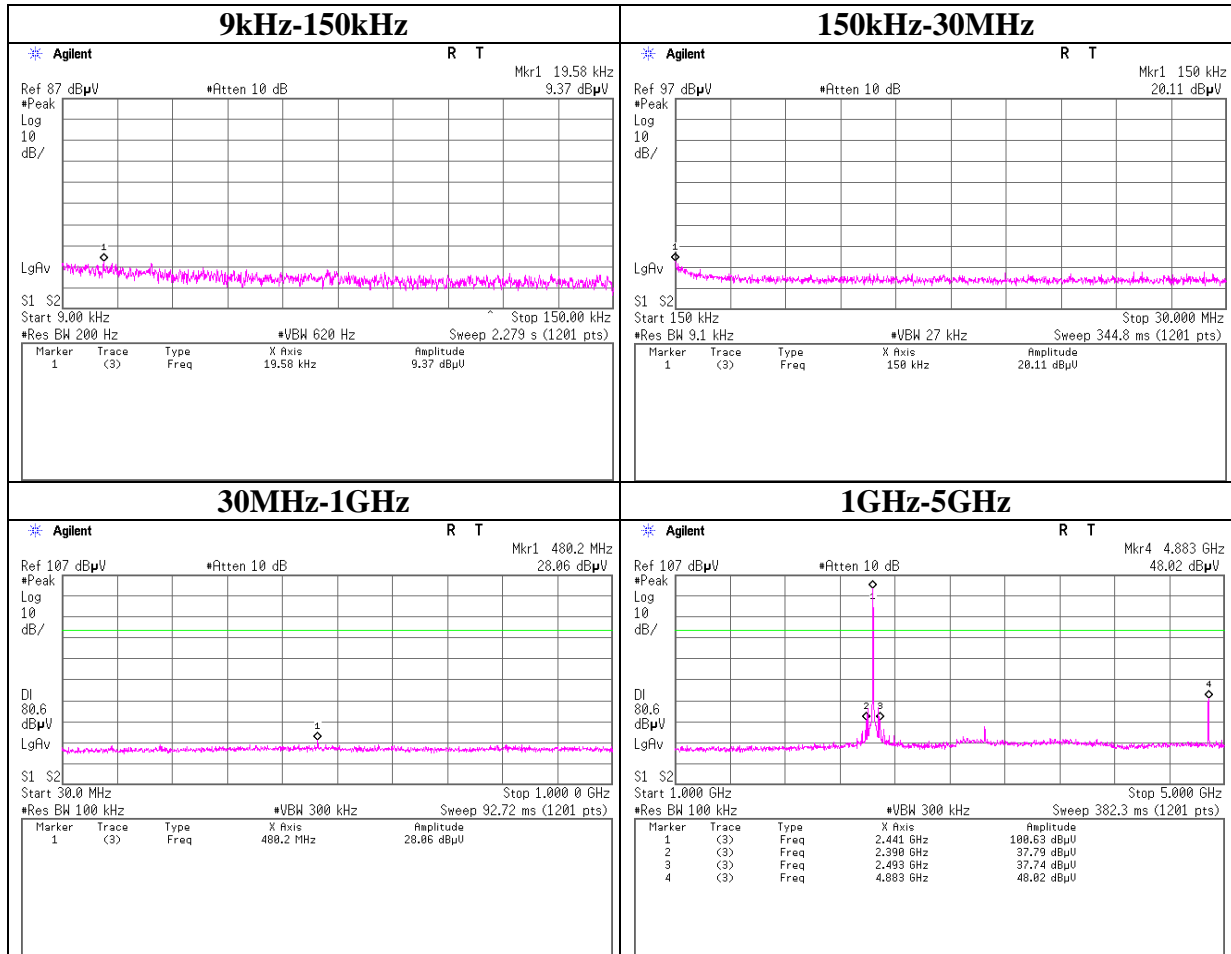 9kHz-150kHz
Agilent R T
Mkr1 19.58 kHz
Ref 87 dBµV #Atten 10 dB 9.37 dBµV
#Peak
Log
10
dB/
1
LgAv
S1 S2
Start 9.00 kHz ^ Stop 150.00 kHz
#Res BW 200 Hz #VBW 620 Hz Sweep 2.279 s (1201 pts)
Marker Trace Type X Axis Amplitude
1 (3) Freq 19.58 kHz 9.37 dBµV
150kHz-30MHz
Agilent R T
Mkr1 150 kHz
Ref 97 dBµV #Atten 10 dB 20.11 dBµV
#Peak
Log
10
dB/
1
LgAv
S1 S2
Start 150 kHz Stop 30.000 MHz
#Res BW 9.1 kHz #VBW 27 kHz Sweep 344.8 ms (1201 pts)
Marker Trace Type X Axis Amplitude
1 (3) Freq 150 kHz 20.11 dBµV
30MHz-1GHz
Agilent R T
Mkr1 480.2 MHz
Ref 107 dBµV #Atten 10 dB 28.06 dBµV
#Peak
Log
10
dB/
DI
80.6
dBµV
1
LgAv
S1 S2
Start 30.0 MHz Stop 1.000 0 GHz
#Res BW 100 kHz #VBW 300 kHz Sweep 92.72 ms (1201 pts)
Marker Trace Type X Axis Amplitude
1 (3) Freq 480.2 MHz 28.06 dBµV
1GHz-5GHz
Agilent R T
Mkr4 4.883 GHz
Ref 107 dBµV #Atten 10 dB 48.02 dBµV
#Peak
Log
1
10
dB/
DI
4
80.6
2 3
dBµV
LgAv
S1 S2
Start 1.000 GHz Stop 5.000 GHz
#Res BW 100 kHz #VBW 300 kHz Sweep 382.3 ms (1201 pts)
Marker Trace Type X Axis Amplitude
1 (3) Freq 2.441 GHz 100.63 dBµV
2 (3) Freq 2.390 GHz 37.79 dBµV
3 (3) Freq 2.493 GHz 37.74 dBµV
4 (3) Freq 4.883 GHz 48.02 dBµV